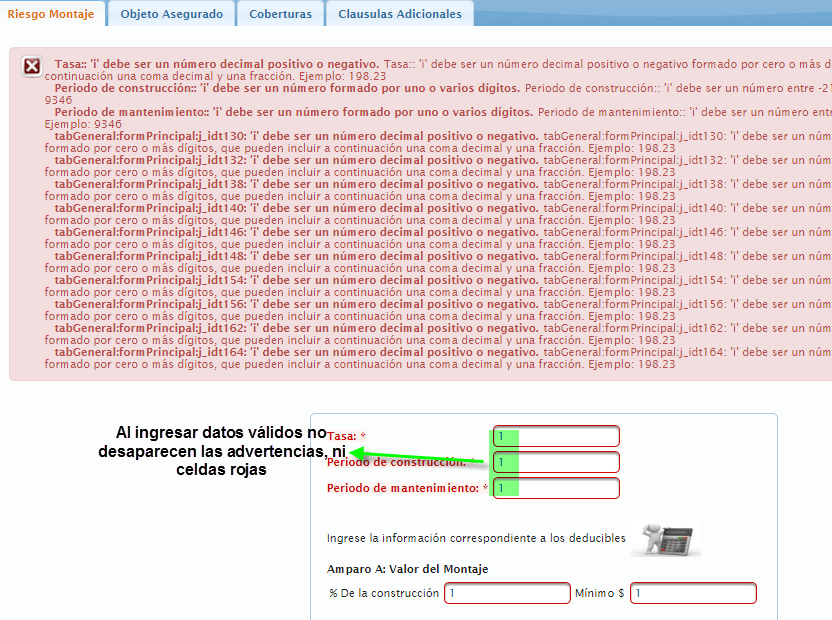 Riesgo Montaje Objeto Asegurado Coberturas Clausulas Adicionales
Tasa:: 'i' debe ser un número decimal positivo o negativo. Tasa:: 'i' debe ser un número decimal positivo o negativo formado por cero o más
continuación una coma decimal y una fracción. Ejemplo: 198.23
Periodo de construcción:: 'i' debe ser un número formado por uno o varios dígitos. Periodo de construcción:: 'i' debe ser un número entre
9346
Periodo de mantenimiento:: 'i' debe ser un número formado por uno o varios dígitos. Periodo de mantenimiento:: 'i' debe ser un número
Ejemplo: 9346
tabGeneral:formPrincipal:j_idt130: 'i' debe ser un número decimal positivo o negativo. tabGeneral:formPrincipal:j_idt130: 'i' debe ser un
formado por cero o más dígitos, que pueden incluir a continuación una coma decimal y una fracción. Ejemplo: 198.23
tabGeneral:formPrincipal:j_idt132: 'i' debe ser un número decimal positivo o negativo. tabGeneral:formPrincipal:j_idt132: 'i' debe ser un
formado por cero o más dígitos, que pueden incluir a continuación una coma decimal y una fracción. Ejemplo: 198.23
tabGeneral:formPrincipal:j_idt138: 'i' debe ser un número decimal positivo o negativo. tabGeneral:formPrincipal:j_idt138: 'i' debe ser un
formado por cero o más dígitos, que pueden incluir a continuación una coma decimal y una fracción. Ejemplo: 198.23
tabGeneral:formPrincipal:j_idt140: 'i' debe ser un número decimal positivo o negativo. tabGeneral:formPrincipal:j_idt140: 'i' debe ser un
formado por cero o más dígitos, que pueden incluir a continuación una coma decimal y una fracción. Ejemplo: 198.23
tabGeneral:formPrincipal:j_idt146: 'i' debe ser un número decimal positivo o negativo. tabGeneral:formPrincipal:j_idt146: 'i' debe ser un
formado por cero o más dígitos, que pueden incluir a continuación una coma decimal y una fracción. Ejemplo: 198.23
tabGeneral:formPrincipal:j_idt148: 'i' debe ser un número decimal positivo o negativo. tabGeneral:formPrincipal:j_idt148: 'i' debe ser un
formado por cero o más dígitos, que pueden incluir a continuación una coma decimal y una fracción. Ejemplo: 198.23
tabGeneral:formPrincipal:j_idt154: 'i' debe ser un número decimal positivo o negativo. tabGeneral:formPrincipal:j_idt154: 'i' debe ser un
formado por cero o más dígitos, que pueden incluir a continuación una coma decimal y una fracción. Ejemplo: 198.23
tabGeneral:formPrincipal:j_idt156: 'i' debe ser un número decimal positivo o negativo. tabGeneral:formPrincipal:j_idt156: 'i' debe ser un
formado por cero o más dígitos, que pueden incluir a continuación una coma decimal y una fracción. Ejemplo: 198.23
tabGeneral:formPrincipal:j_idt162: 'i' debe ser un número decimal positivo o negativo. tabGeneral:formPrincipal:j_idt162: 'i' debe ser un
formado por cero o más dígitos, que pueden incluir a continuación una coma decimal y una fracción. Ejemplo: 198.23
tabGeneral:formPrincipal:j_idt164: 'i' debe ser un número decimal positivo o negativo. tabGeneral:formPrincipal:j_idt164: 'i' debe ser un
formado por cero o más dígitos, que pueden incluir a continuación una coma decimal y una fracción. Ejemplo: 198.23
Al ingresar datos válidos no
desaparecen las advertencias, ni
celdas rojas
Tasa: * 1
Periodo de construcción: * 1
Periodo de mantenimiento: * 1
Ingrese la información correspondiente a los deducibles
Amparo A: Valor del Montaje
% De la construcción 1 Mínimo $ 1